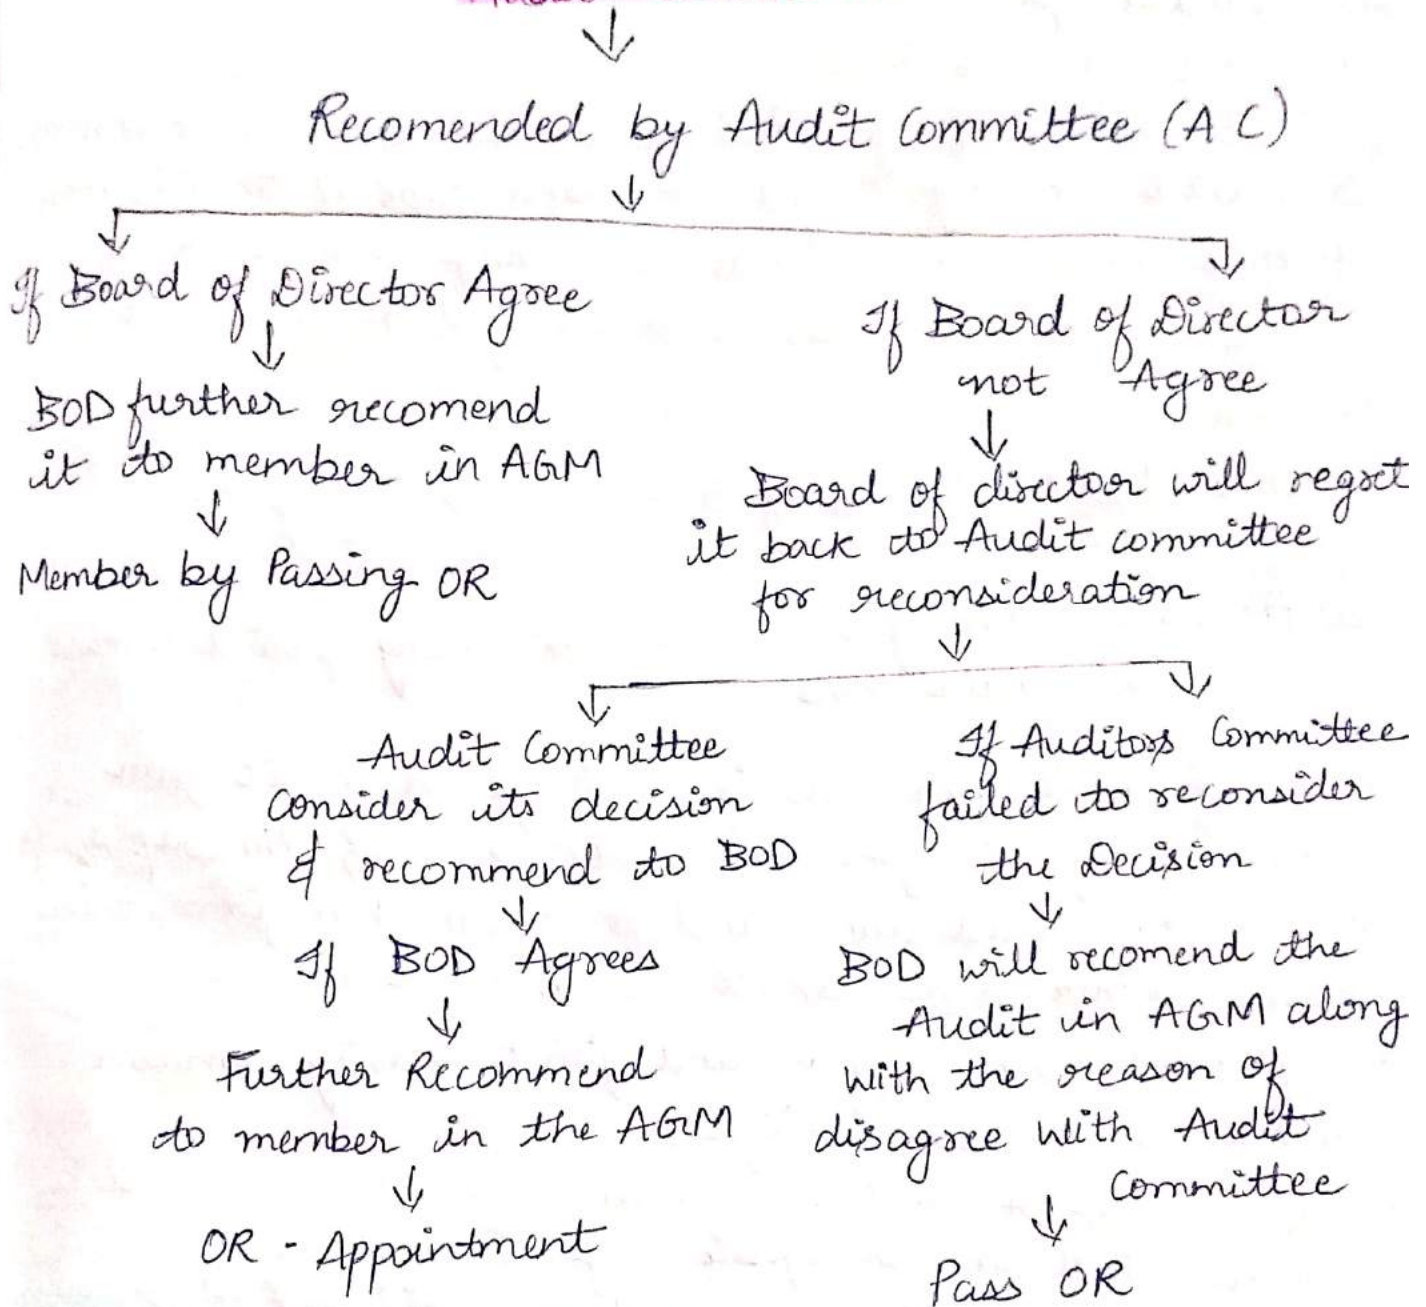 Recomended by Audit Committee (A C)
If Board of Director Agree
BOD further recomend
it to member in AGM
Member by Passing OR
If Board of Director
not Agree
Board of director will regret
it back to Audit committee
for reconsideration
Audit Committee
Consider its decision
& recommend to BOD
If BOD Agrees
Further Recommend
to member in the AGM
OR - Appointment
If Auditors Committee
failed to reconsider
the Decision
BOD will recomend the
Audit in AGM along
with the reason of
disagree with Audit
Committee
Pass OR